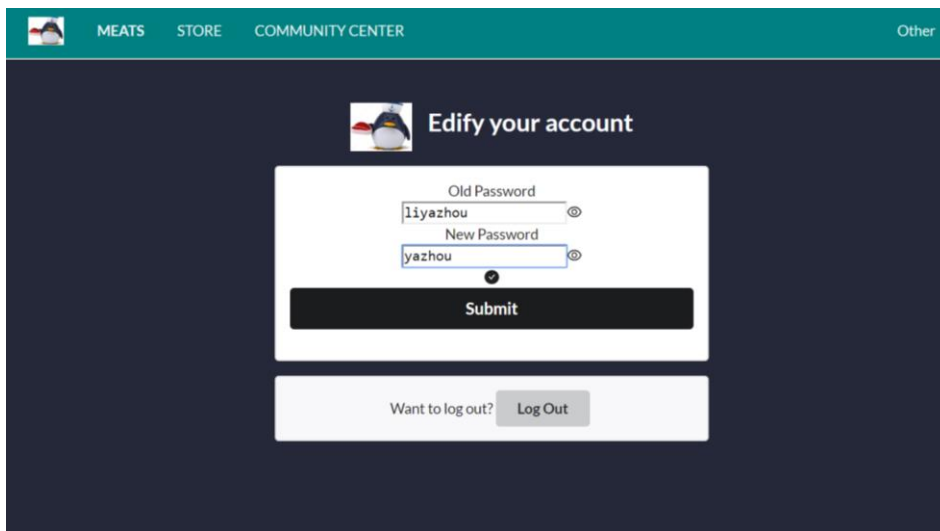 MEATS STORE COMMUNITY CENTER Other
Edify your account
Old Password
liyazhou
New Password
yazhou
Submit
Want to log out? Log Out